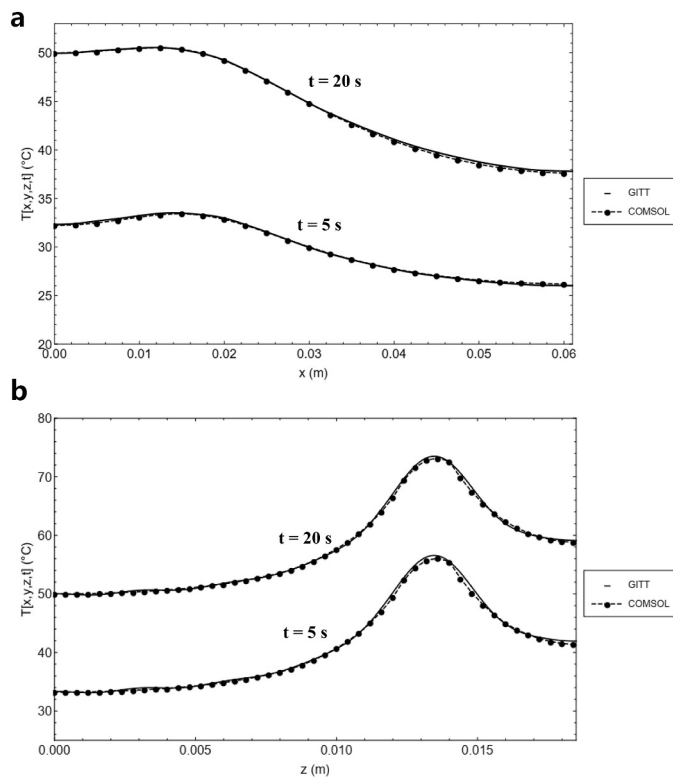 a
50
45
40
35
30
25
20
T[x,y,z,t] (°C)
t = 20 s
t = 5 s
0.00 0.01 0.02 0.03 0.04 0.05 0.06
x (m)
GITT
COMSOL
b
80
70
60
50
40
30
T[x,y,z,t] (°C)
t = 20 s
t = 5 s
0.000 0.005 0.010 0.015
z (m)
GITT
COMSOL